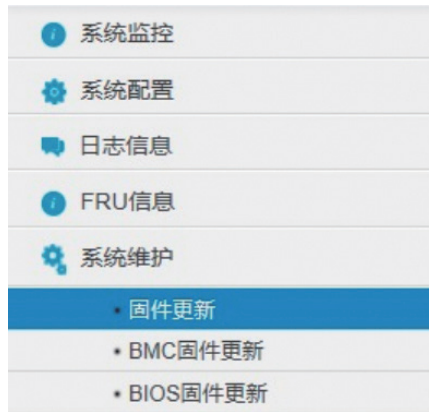 系统监控
系统配置
日志信息
FRU信息
系统维护
• 固件更新
• BMC固件更新
• BIOS固件更新